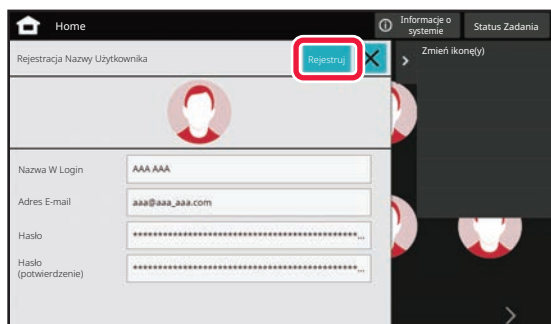 Home
Informacje o
systemie
Status Zadania
Rejestracja Nazwy Użytkownika
Rejestruj
Zmień ikonę(y)
Nazwa W Login
AAA AAA
Adres E-mail
aaa@aaa_aaa.com
Hasło
************************************************...
Hasło
(potwierdzenie)
************************************************...